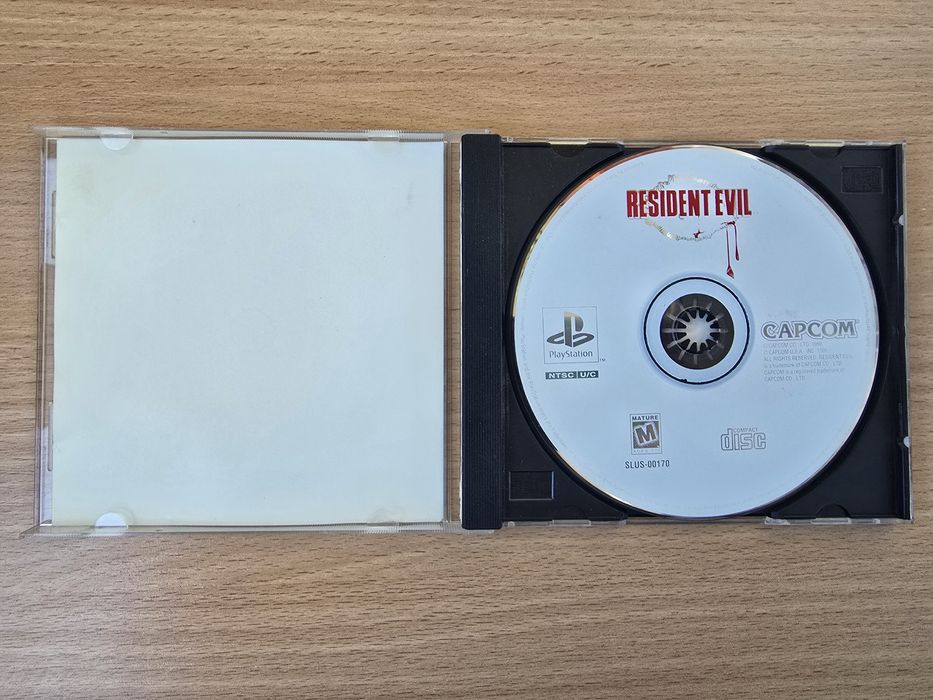 RESIDENT EVIL
PlayStation
TM
NTSC U/C
CAPCOM
© CAPCOM CO., LTD. 1996
© CAPCOM U.S.A., INC. 1996
ALL RIGHTS RESERVED. RESIDENT EVIL
is a trademark of CAPCOM CO., LTD.
CAPCOM is a registered trademark of
CAPCOM CO., LTD.
MATURE
M
COMPACT
disc
SLUS-00170